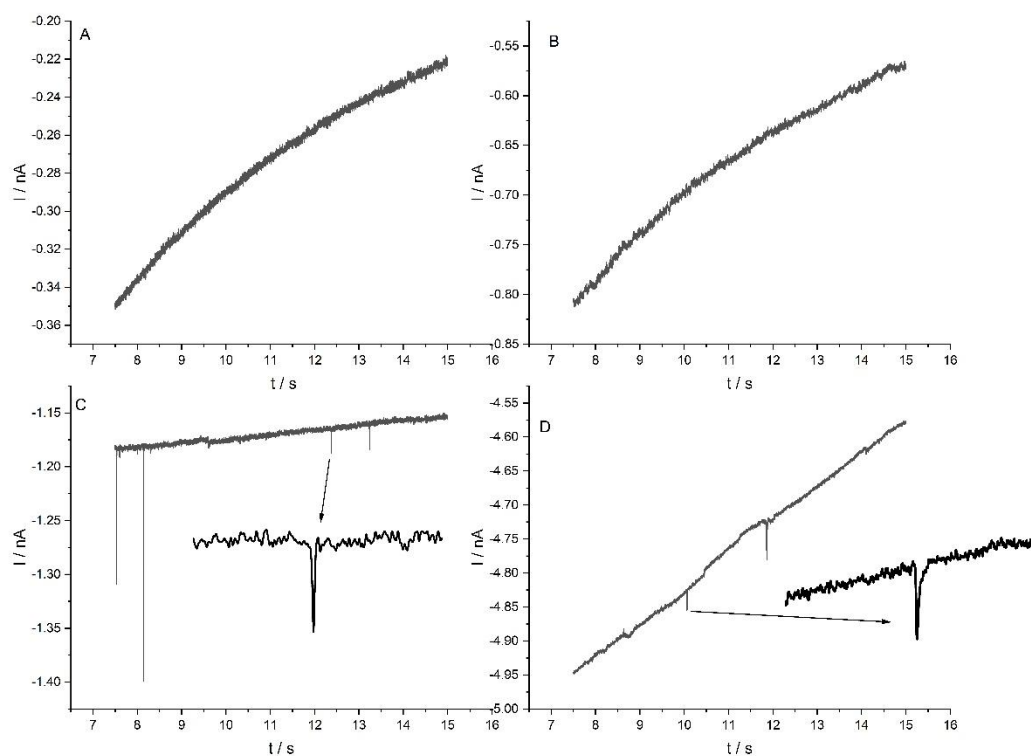 A
I / nA
-0.20
-0.22
-0.24
-0.26
-0.28
-0.30
-0.32
-0.34
-0.36
7 8 9 10 11 12 13 14 15 16
t / s
B
I / nA
-0.55
-0.60
-0.65
-0.70
-0.75
-0.80
-0.85
7 8 9 10 11 12 13 14 15 16
t / s
C
I / nA
-1.15
-1.20
-1.25
-1.30
-1.35
-1.40
7 8 9 10 11 12 13 14 15 16
t / s
D
I / nA
-4.55
-4.60
-4.65
-4.70
-4.75
-4.80
-4.85
-4.90
-4.95
-5.00
7 8 9 10 11 12 13 14 15 16
t / s